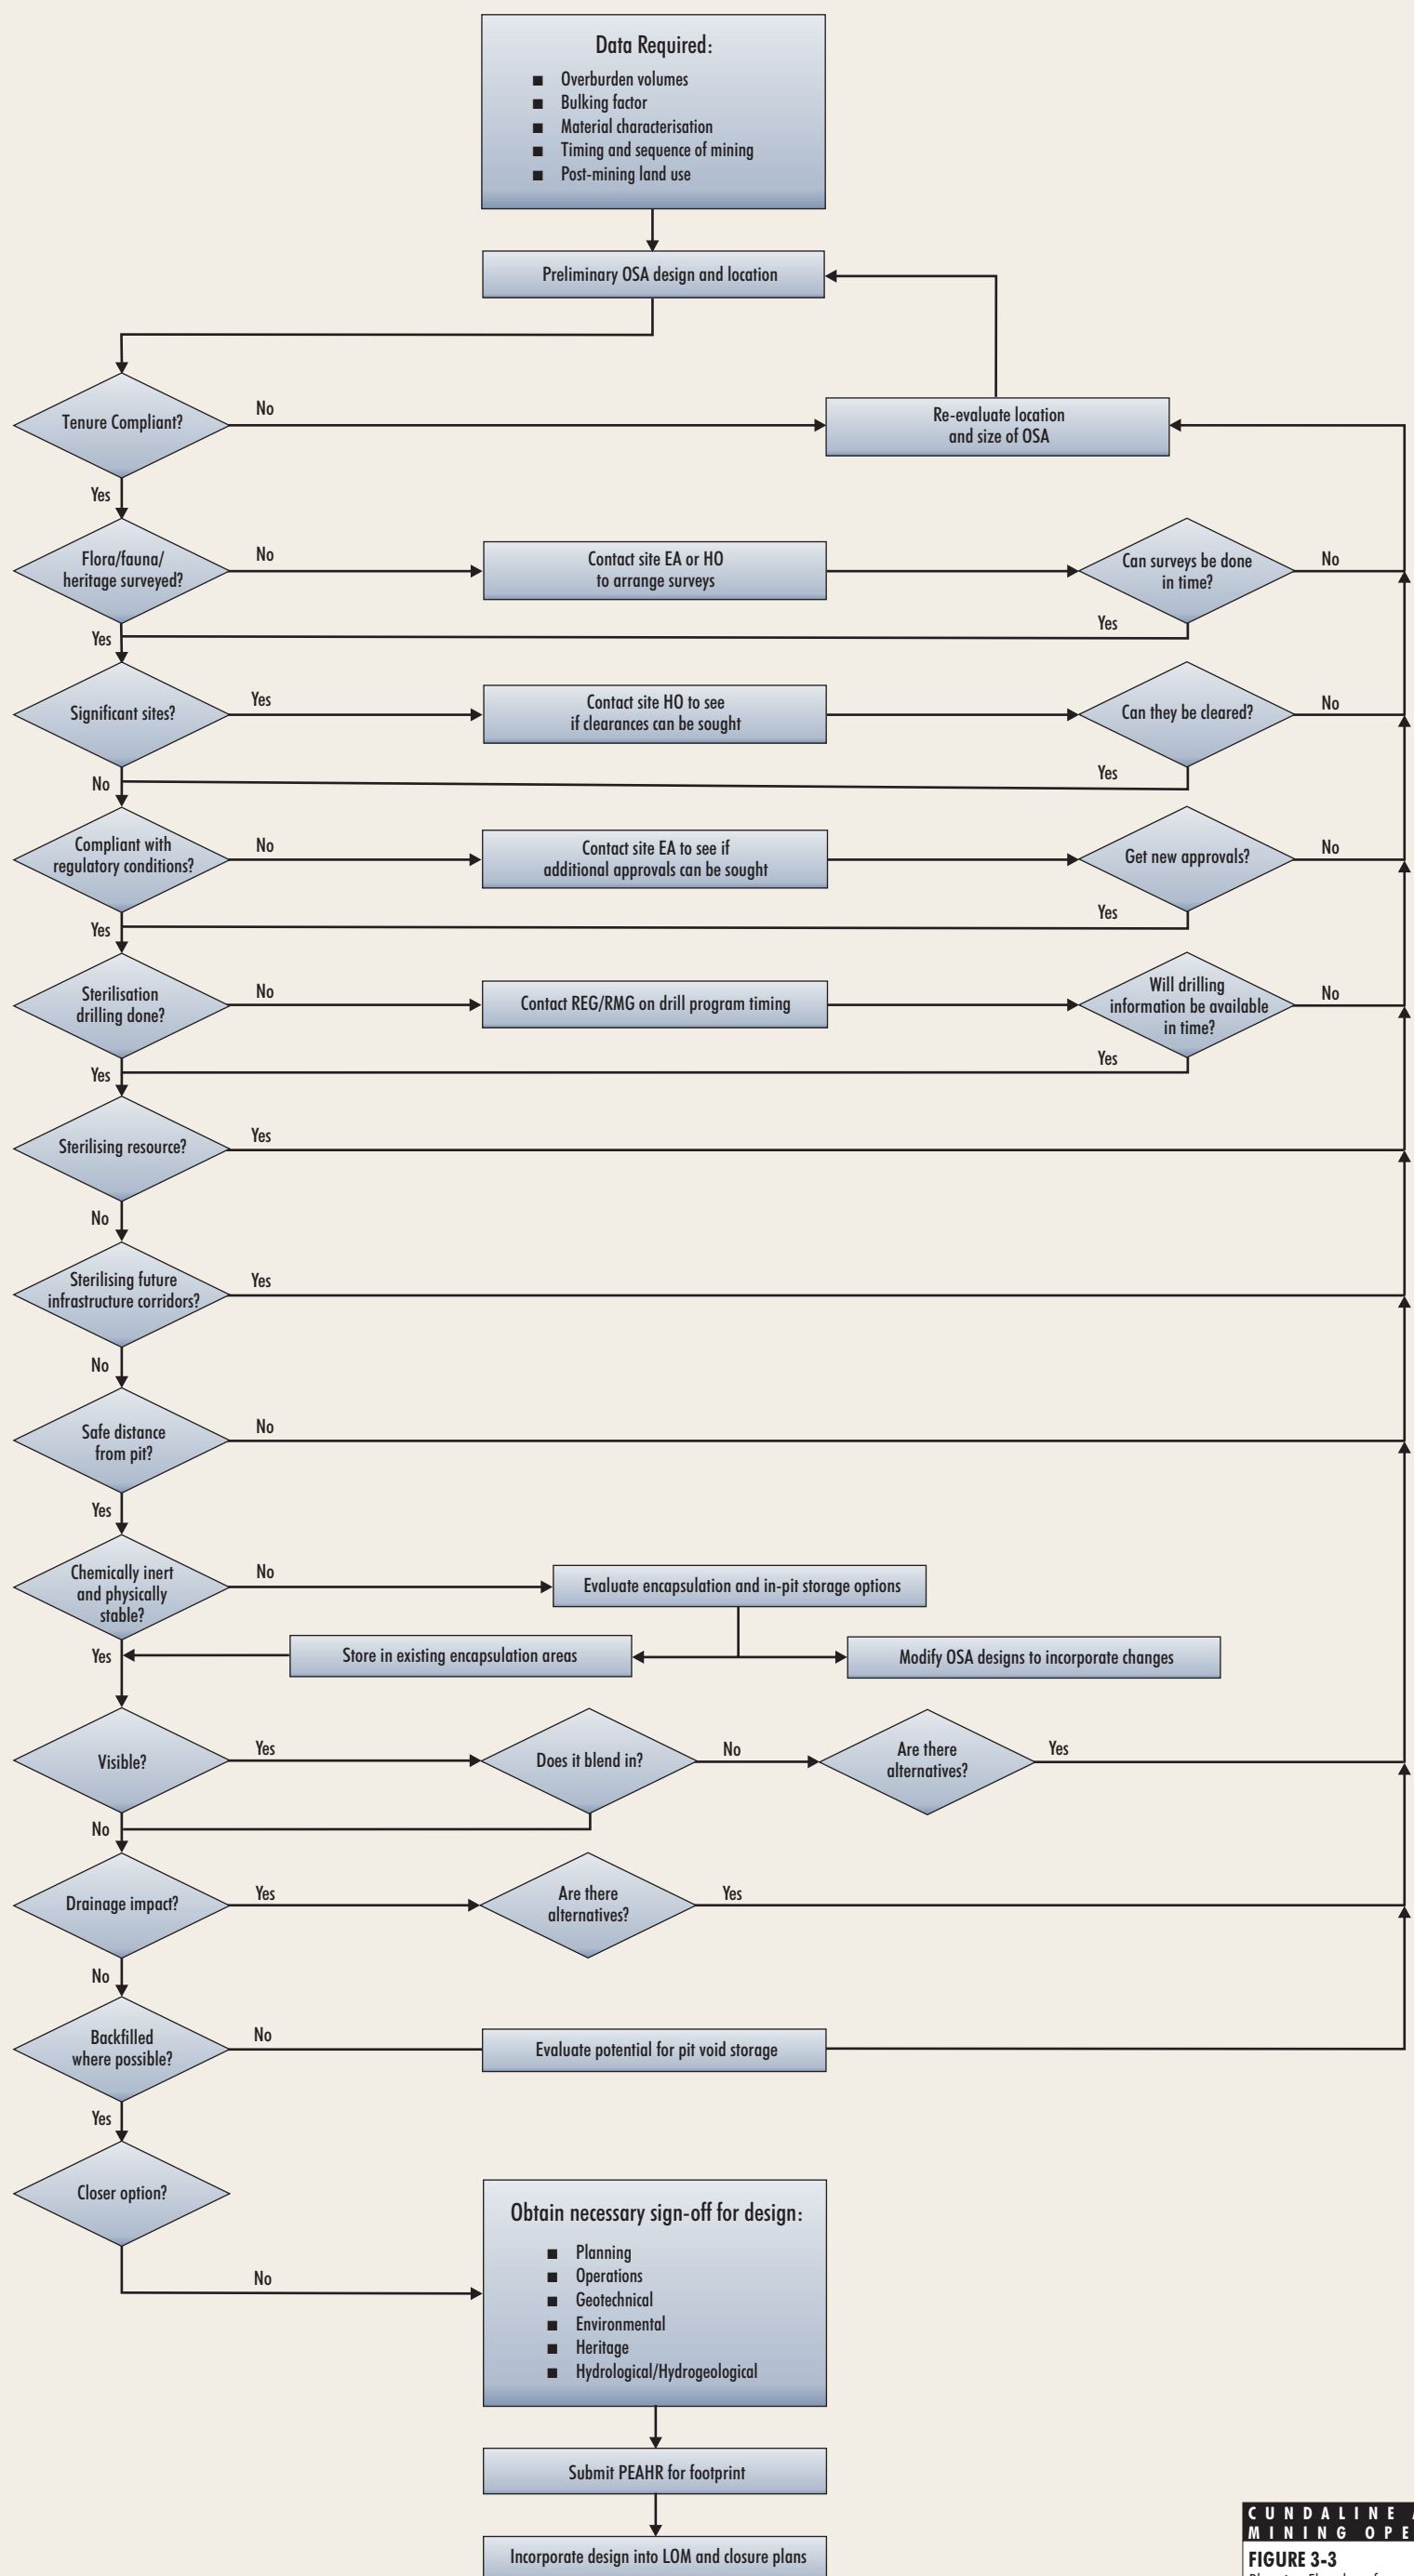 Data Required:
■ Overburden volumes
■ Bulking factor
■ Material characterisation
■ Timing and sequence of mining
■ Post-mining land use
Preliminary OSA design and location
Tenure Compliant?
No
Re-evaluate location
and size of OSA
Yes
Flora/fauna/
heritage surveyed?
No
Contact site EA or HO
to arrange surveys
Can surveys be done
in time?
No
Yes
Yes
Significant sites?
Yes
Contact site HO to see
if clearances can be sought
Can they be cleared?
No
Yes
No
Compliant with
regulatory conditions?
No
Contact site EA to see if
additional approvals can be sought
Get new approvals?
No
Yes
Yes
Sterilisation
drilling done?
No
Contact REG/RMG on drill program timing
Will drilling
information be available
in time?
No
Yes
Yes
Sterilising resource?
Yes
No
Sterilising future
infrastructure corridors?
Yes
No
Safe distance
from pit?
No
Yes
Chemically inert
and physically
stable?
No
Evaluate encapsulation and in-pit storage options
Yes
Store in existing encapsulation areas
Modify OSA designs to incorporate changes
Visible?
Yes
Does it blend in?
No
Are there
alternatives?
Yes
No
Drainage impact?
Yes
Are there
alternatives?
Yes
No
Backfilled
where possible?
No
Evaluate potential for pit void storage
Yes
Closer option?
No
Obtain necessary sign-off for design:
■ Planning
■ Operations
■ Geotechnical
■ Environmental
■ Heritage
■ Hydrological/Hydrogeological
Submit PEAHR for footprint
Incorporate design into LOM and closure plans
CUNDALINE
MINING OPE
FIGURE 3-3